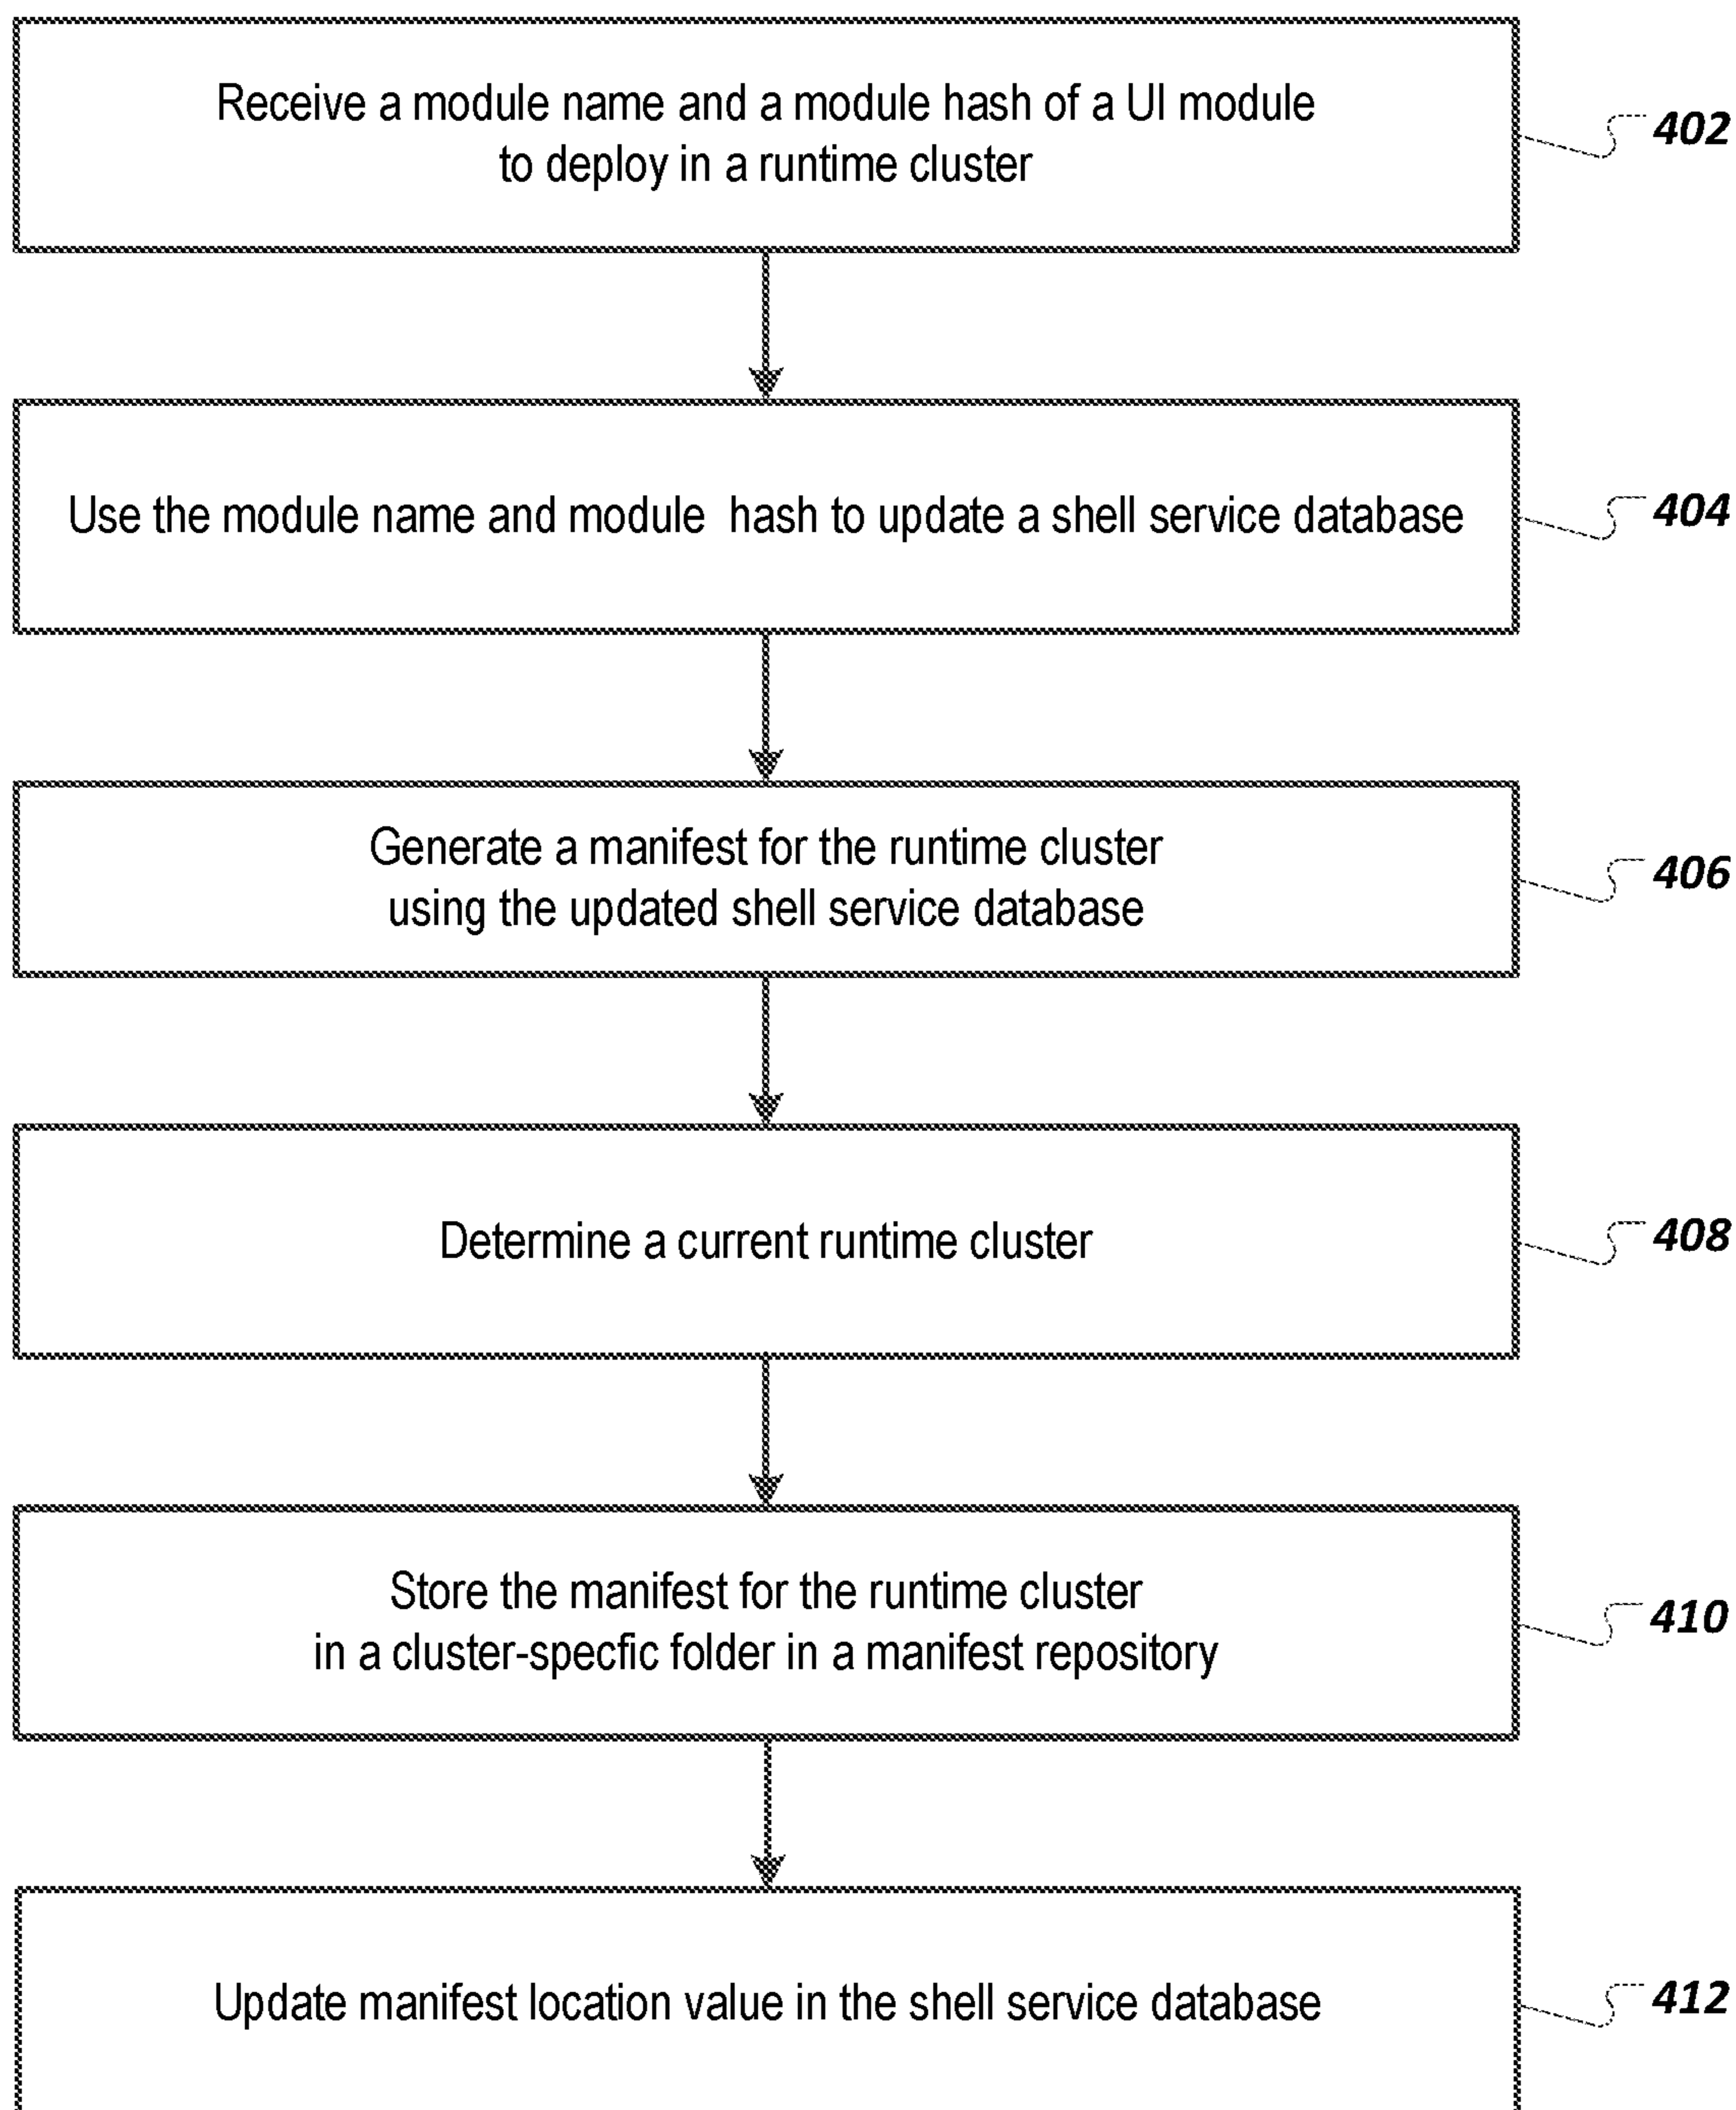 Receive a module name and a module hash of a UI module
to deploy in a runtime cluster
402
Use the module name and module hash to update a shell service database
404
Generate a manifest for the runtime cluster
using the updated shell service database
406
Determine a current runtime cluster
408
Store the manifest for the runtime cluster
in a cluster-specfic folder in a manifest repository
410
Update manifest location value in the shell service database
412